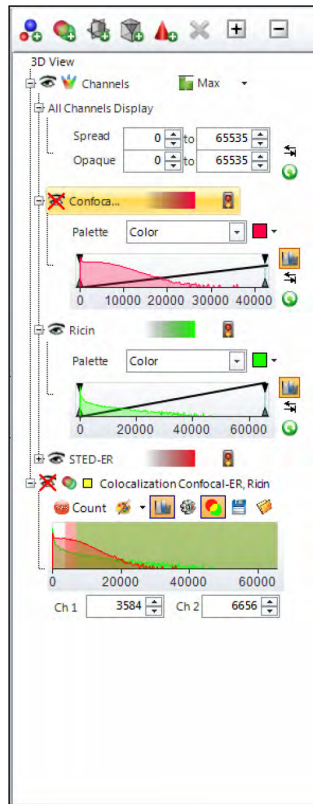 3D View
Channels Max
All Channels Display
Spread 0 to 65535
Opaque 0 to 65535
Confoca...
Palette Color
0 10000 20000 30000 40000
Ricin
Palette Color
0 20000 40000 60000
STED-ER
Colocalization Confocal-ER, Ricin
Count
0 20000 40000 60000
Ch 1 3584 Ch 2 6656